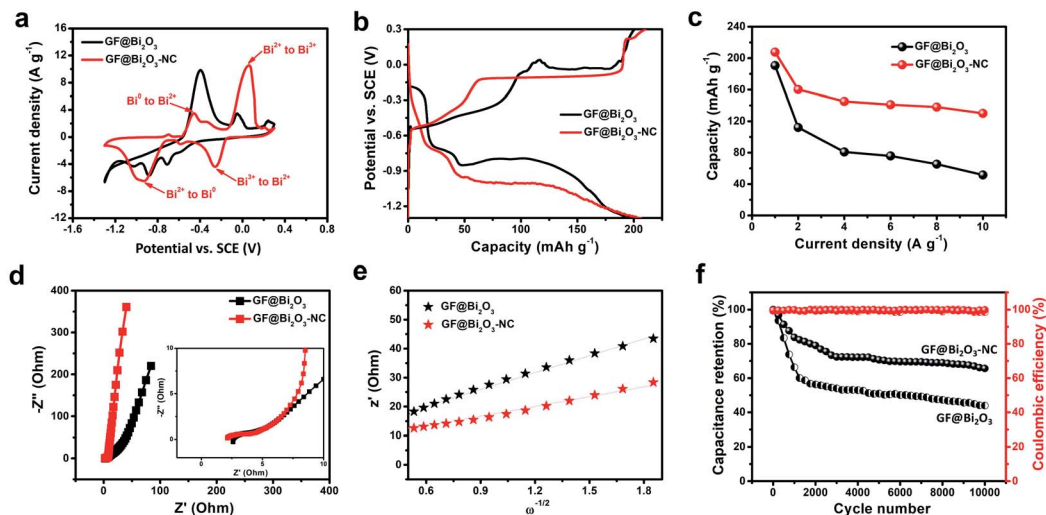 a
Current density (A g⁻¹)
16
12
8
4
0
-4
-8
-12
GF@Bi₂O₃
GF@Bi₂O₃-NC
Bi²⁺ to Bi³⁺
Bi⁰ to Bi²⁺
Bi²⁺ to Bi⁰
Bi³⁺ to Bi²⁺
-1.2 -0.8 -0.4 0.0 0.4
Potential vs. SCE (V)
b
Potential vs. SCE (V)
0.3
0.0
-0.3
-0.6
-0.9
-1.2
GF@Bi₂O₃
GF@Bi₂O₃-NC
0 50 100 150 200
Capacity (mAh g⁻¹)
c
Capacity (mAh g⁻¹)
240
200
160
120
80
40
0
GF@Bi₂O₃
GF@Bi₂O₃-NC
0 2 4 6 8 10
Current density (A g⁻¹)
d
-Z'' (Ohm)
400
300
200
100
0
GF@Bi₂O₃
GF@Bi₂O₃-NC
-Z'' (Ohm)
10
5
0
0 5 10
Z' (Ohm)
0 50 100 150 200
Z' (Ohm)
e
z' (Ohm)
60
40
20
0
GF@Bi₂O₃
GF@Bi₂O₃-NC
0.6 0.9 1.2 1.5 1.8
ω⁻¹/²
f
Capacitance retention (%)
100
80
60
40
20
0
GF@Bi₂O₃-NC
GF@Bi₂O₃
100
80
60
40
20
0
Coulombic efficiency (%)
0 2000 4000 6000 8000 10000
Cycle number